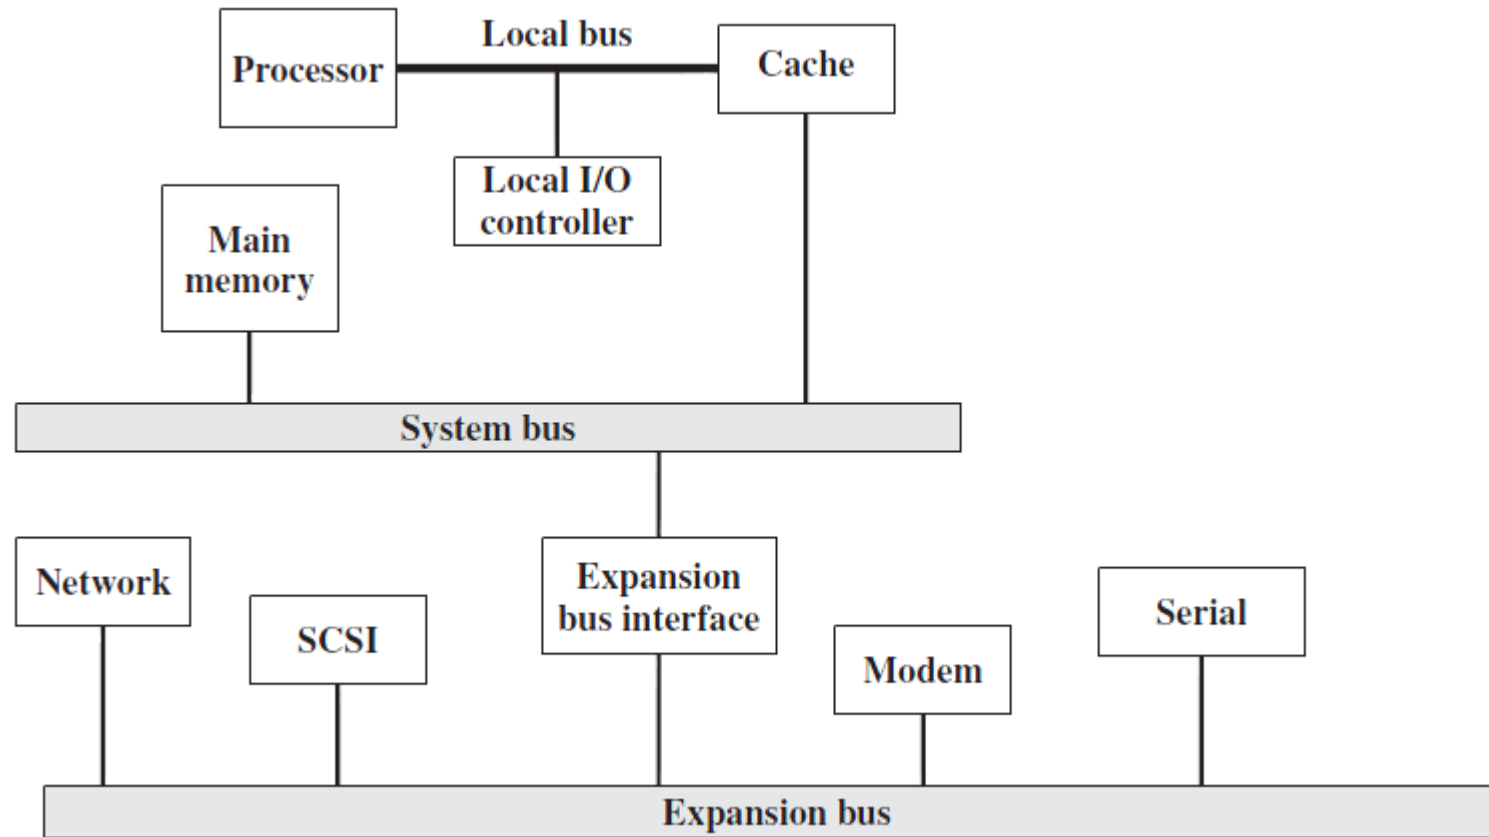 Local bus
Processor
Cache
Local I/O
controller
Main
memory
System bus
Network
SCSI
Expansion
bus interface
Modem
Serial
Expansion bus